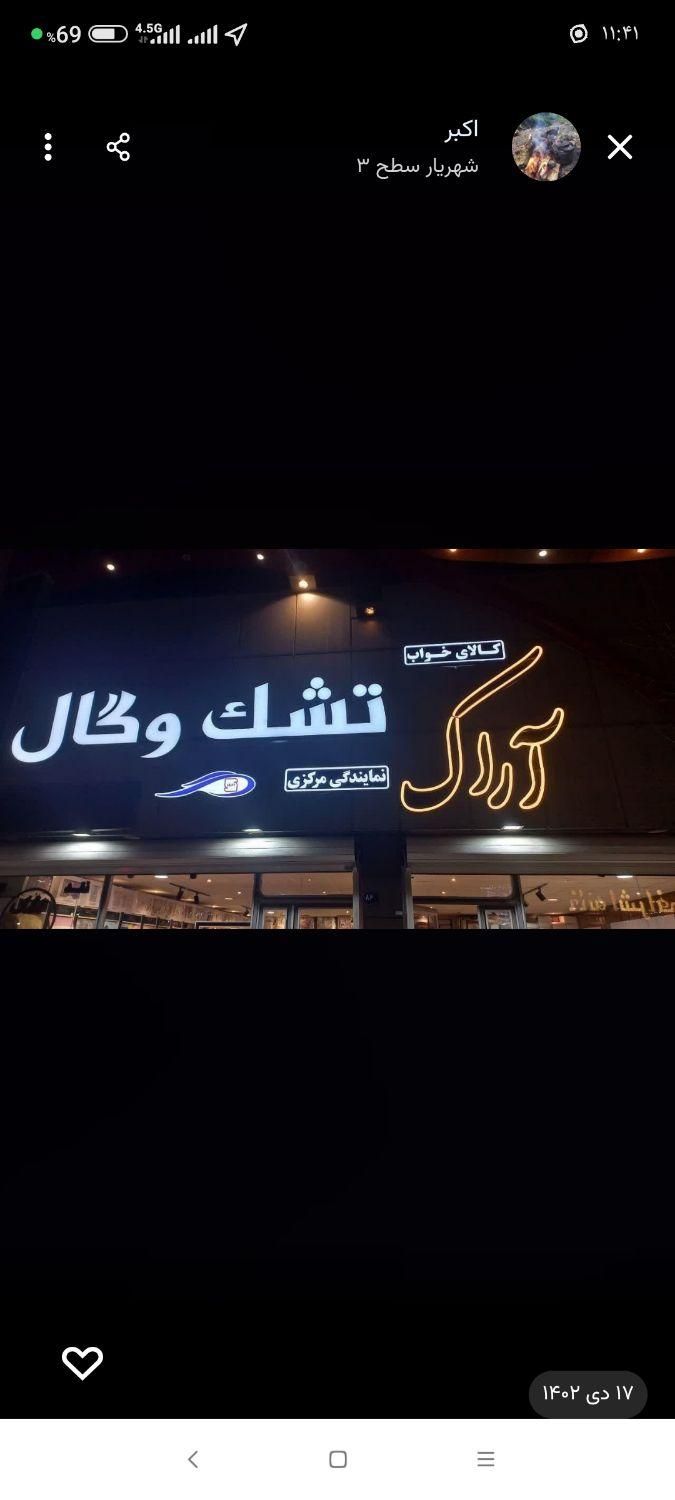 %69 4.5G ۱۱:۴۱
اکبر
شهریار سطح ۳
کالای خواب
آراک
تشك وگال
نمایندگی مرکزی
۱۷ دی ۱۴۰۲